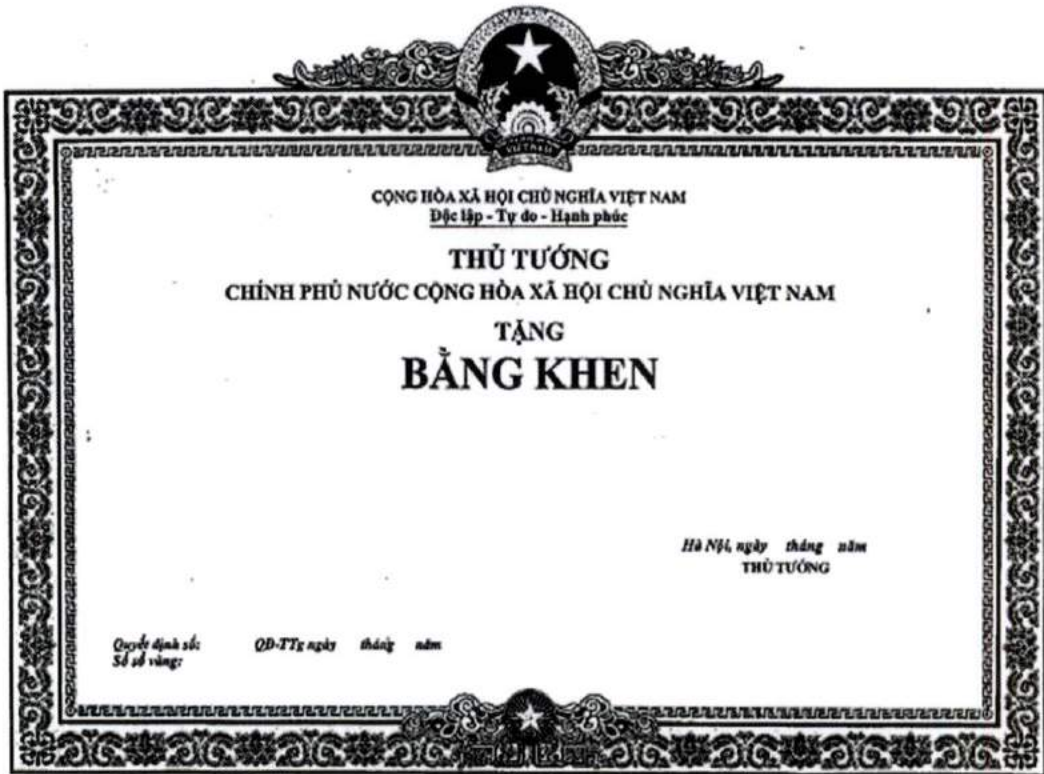 CỘNG HÒA XÃ HỘI CHỦ NGHĨA VIỆT NAM
Độc lập - Tự do - Hạnh phúc
THỦ TƯỚNG
CHÍNH PHỦ NƯỚC CỘNG HÒA XÃ HỘI CHỦ NGHĨA VIỆT NAM
TẶNG
BẰNG KHEN
Hà Nội, ngày tháng năm
THỦ TƯỚNG
Quyết định số: QĐ-TTg ngày tháng năm
Số sổ vàng: